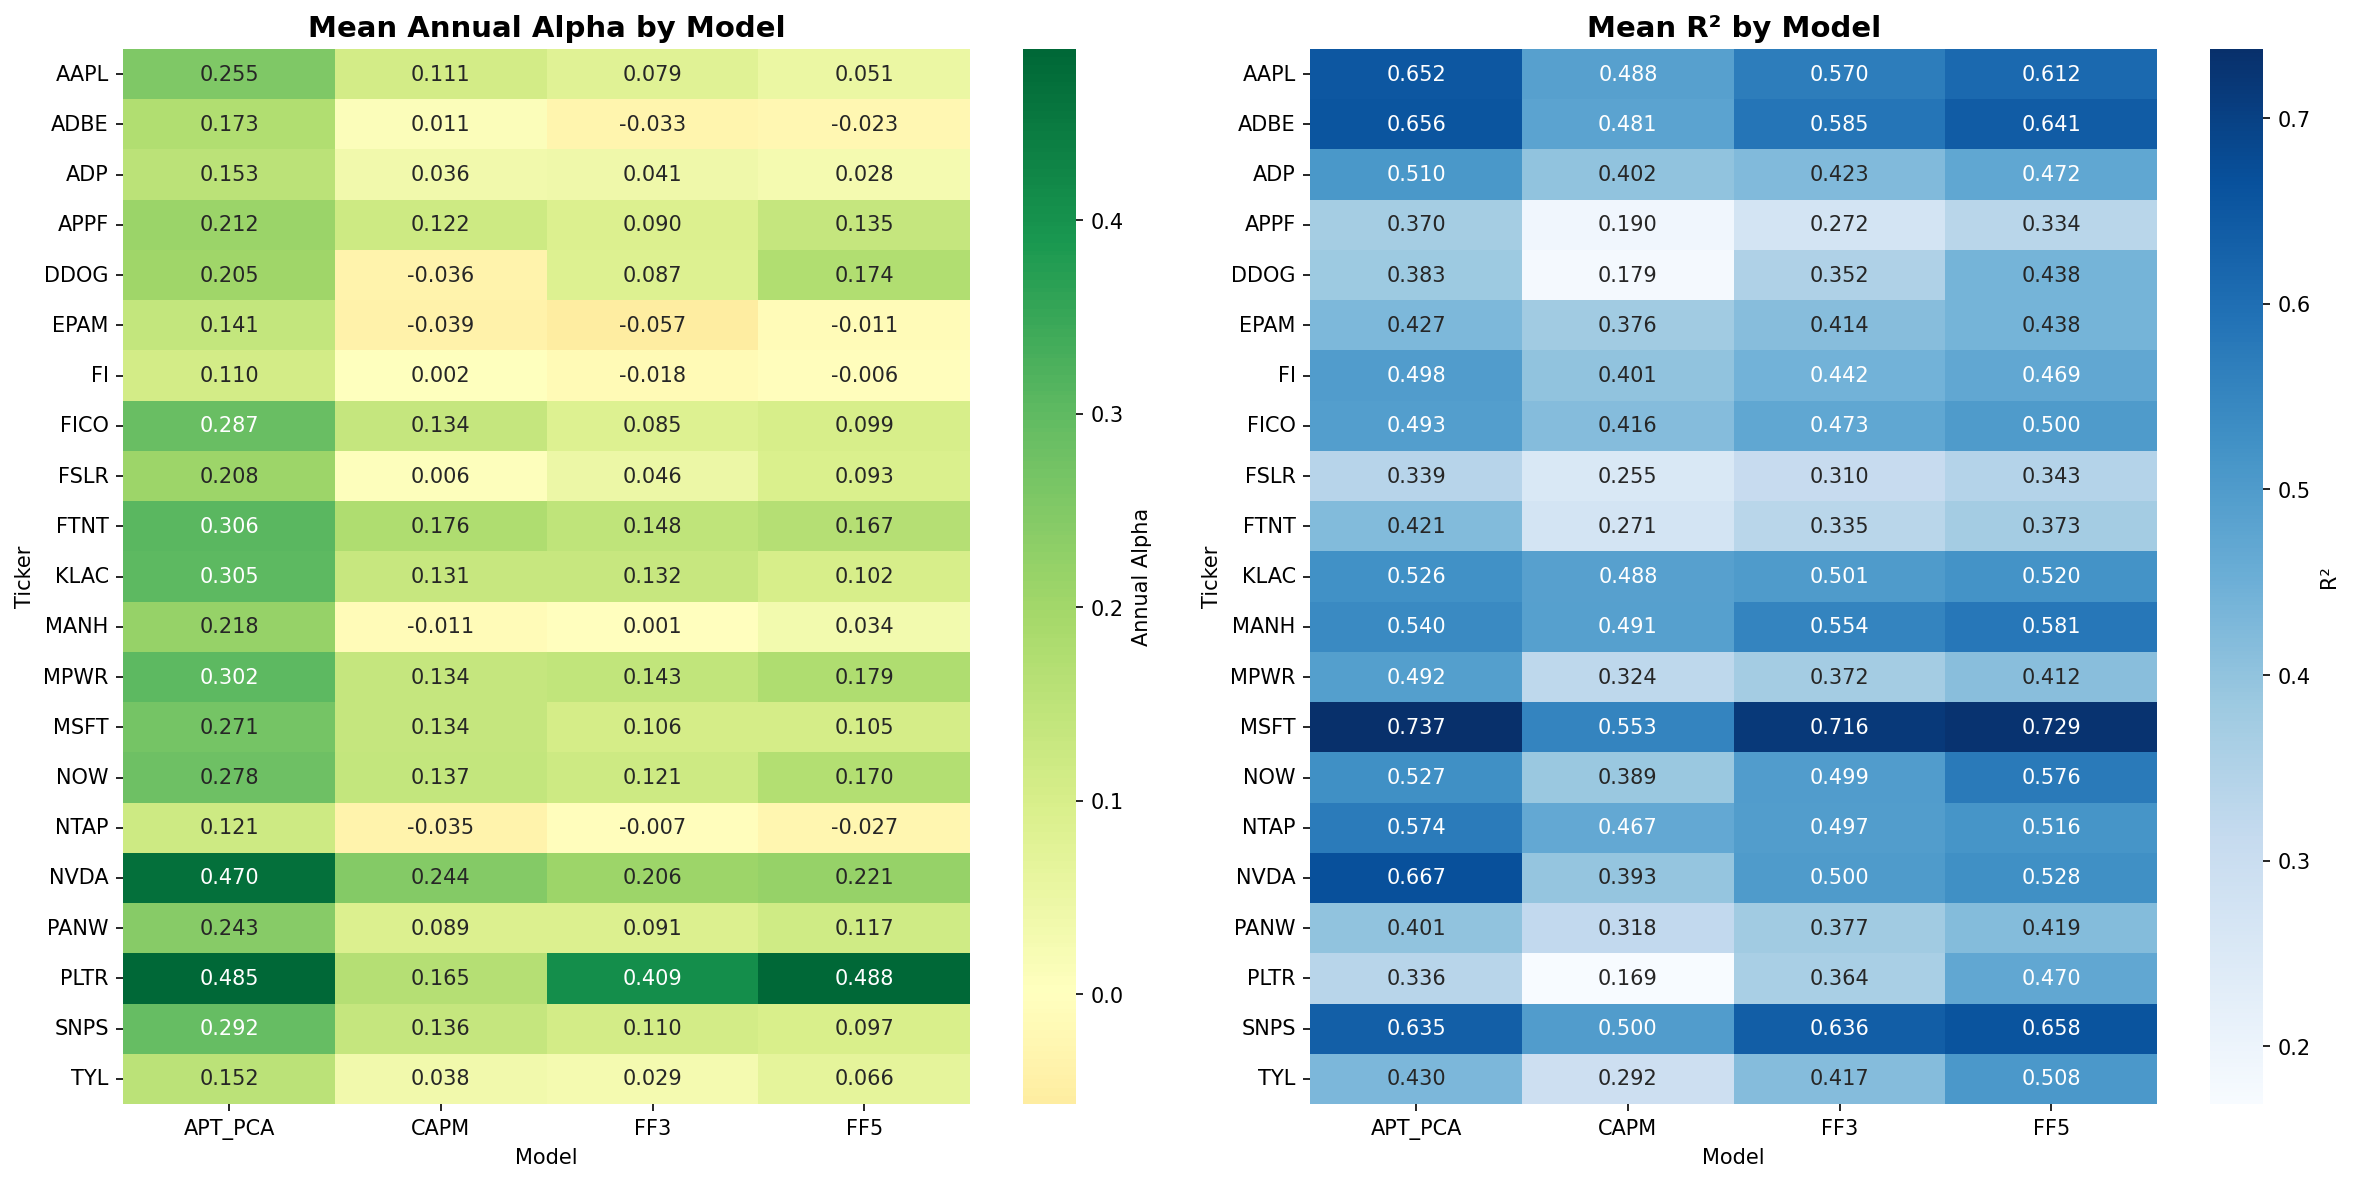 Mean Annual Alpha by Model
AAPL 0.255 0.111 0.079 0.051
ADBE 0.173 0.011 -0.033 -0.023
ADP 0.153 0.036 0.041 0.028
APPF 0.212 0.122 0.090 0.135
DDOG 0.205 -0.036 0.087 0.174
EPAM 0.141 -0.039 -0.057 -0.011
FI 0.110 0.002 -0.018 -0.006
FICO 0.287 0.134 0.085 0.099
FSLR 0.208 0.006 0.046 0.093
FTNT 0.306 0.176 0.148 0.167
KLAC 0.305 0.131 0.132 0.102
MANH 0.218 -0.011 0.001 0.034
MPWR 0.302 0.134 0.143 0.179
MSFT 0.271 0.134 0.106 0.105
NOW 0.278 0.137 0.121 0.170
NTAP 0.121 -0.035 -0.007 -0.027
NVDA 0.470 0.244 0.206 0.221
PANW 0.243 0.089 0.091 0.117
PLTR 0.485 0.165 0.409 0.488
SNPS 0.292 0.136 0.110 0.097
TYL 0.152 0.038 0.029 0.066
APT_PCA CAPM FF3 FF5
Model
Ticker
0.4
0.3
0.2
0.1
0.0
Annual Alpha
Mean R² by Model
AAPL 0.652 0.488 0.570 0.612
ADBE 0.656 0.481 0.585 0.641
ADP 0.510 0.402 0.423 0.472
APPF 0.370 0.190 0.272 0.334
DDOG 0.383 0.179 0.352 0.438
EPAM 0.427 0.376 0.414 0.438
FI 0.498 0.401 0.442 0.469
FICO 0.493 0.416 0.473 0.500
FSLR 0.339 0.255 0.310 0.343
FTNT 0.421 0.271 0.335 0.373
KLAC 0.526 0.488 0.501 0.520
MANH 0.540 0.491 0.554 0.581
MPWR 0.492 0.324 0.372 0.412
MSFT 0.737 0.553 0.716 0.729
NOW 0.527 0.389 0.499 0.576
NTAP 0.574 0.467 0.497 0.516
NVDA 0.667 0.393 0.500 0.528
PANW 0.401 0.318 0.377 0.419
PLTR 0.336 0.169 0.364 0.470
SNPS 0.635 0.500 0.636 0.658
TYL 0.430 0.292 0.417 0.508
APT_PCA CAPM FF3 FF5
Model
Ticker
0.7
0.6
0.5
0.4
0.3
0.2
R²